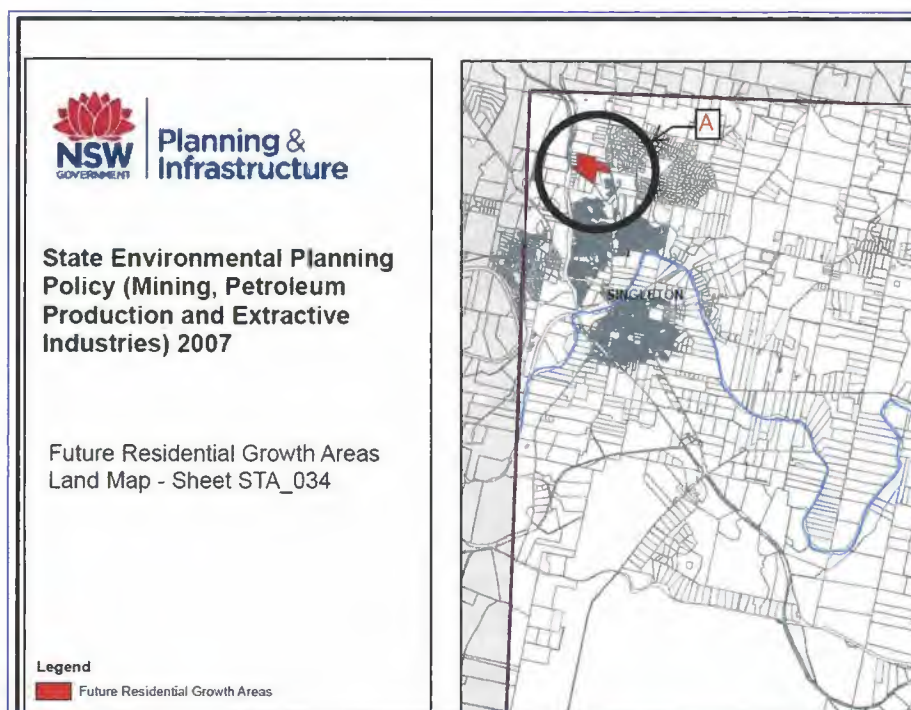 NSW
GOVERNMENT
Planning &
Infrastructure
State Environmental Planning
Policy (Mining, Petroleum
Production and Extractive
Industries) 2007
Future Residential Growth Areas
Land Map - Sheet STA_034
Legend
Future Residential Growth Areas
A
SINGLETON